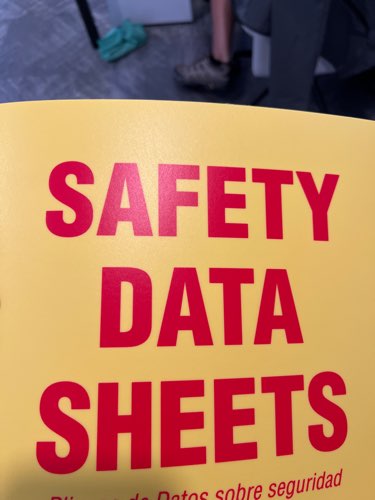 SAFETY
DATA
SHEETS
de Datos sobre seguridad